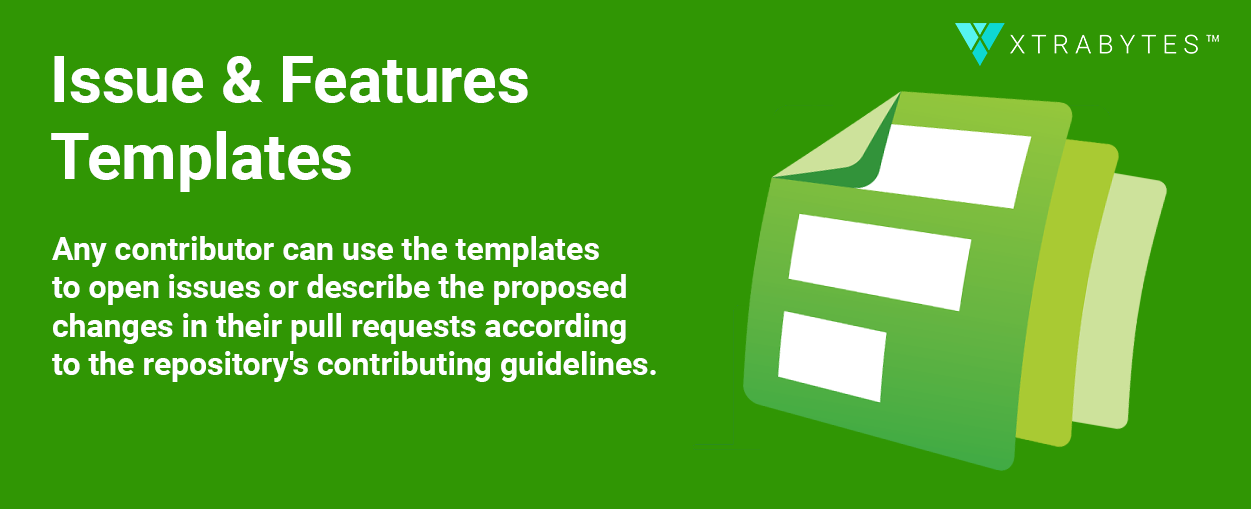 XTRABYTES™
Issue & Features
Templates
Any contributor can use the templates
to open issues or describe the proposed
changes in their pull requests according
to the repository's contributing guidelines.